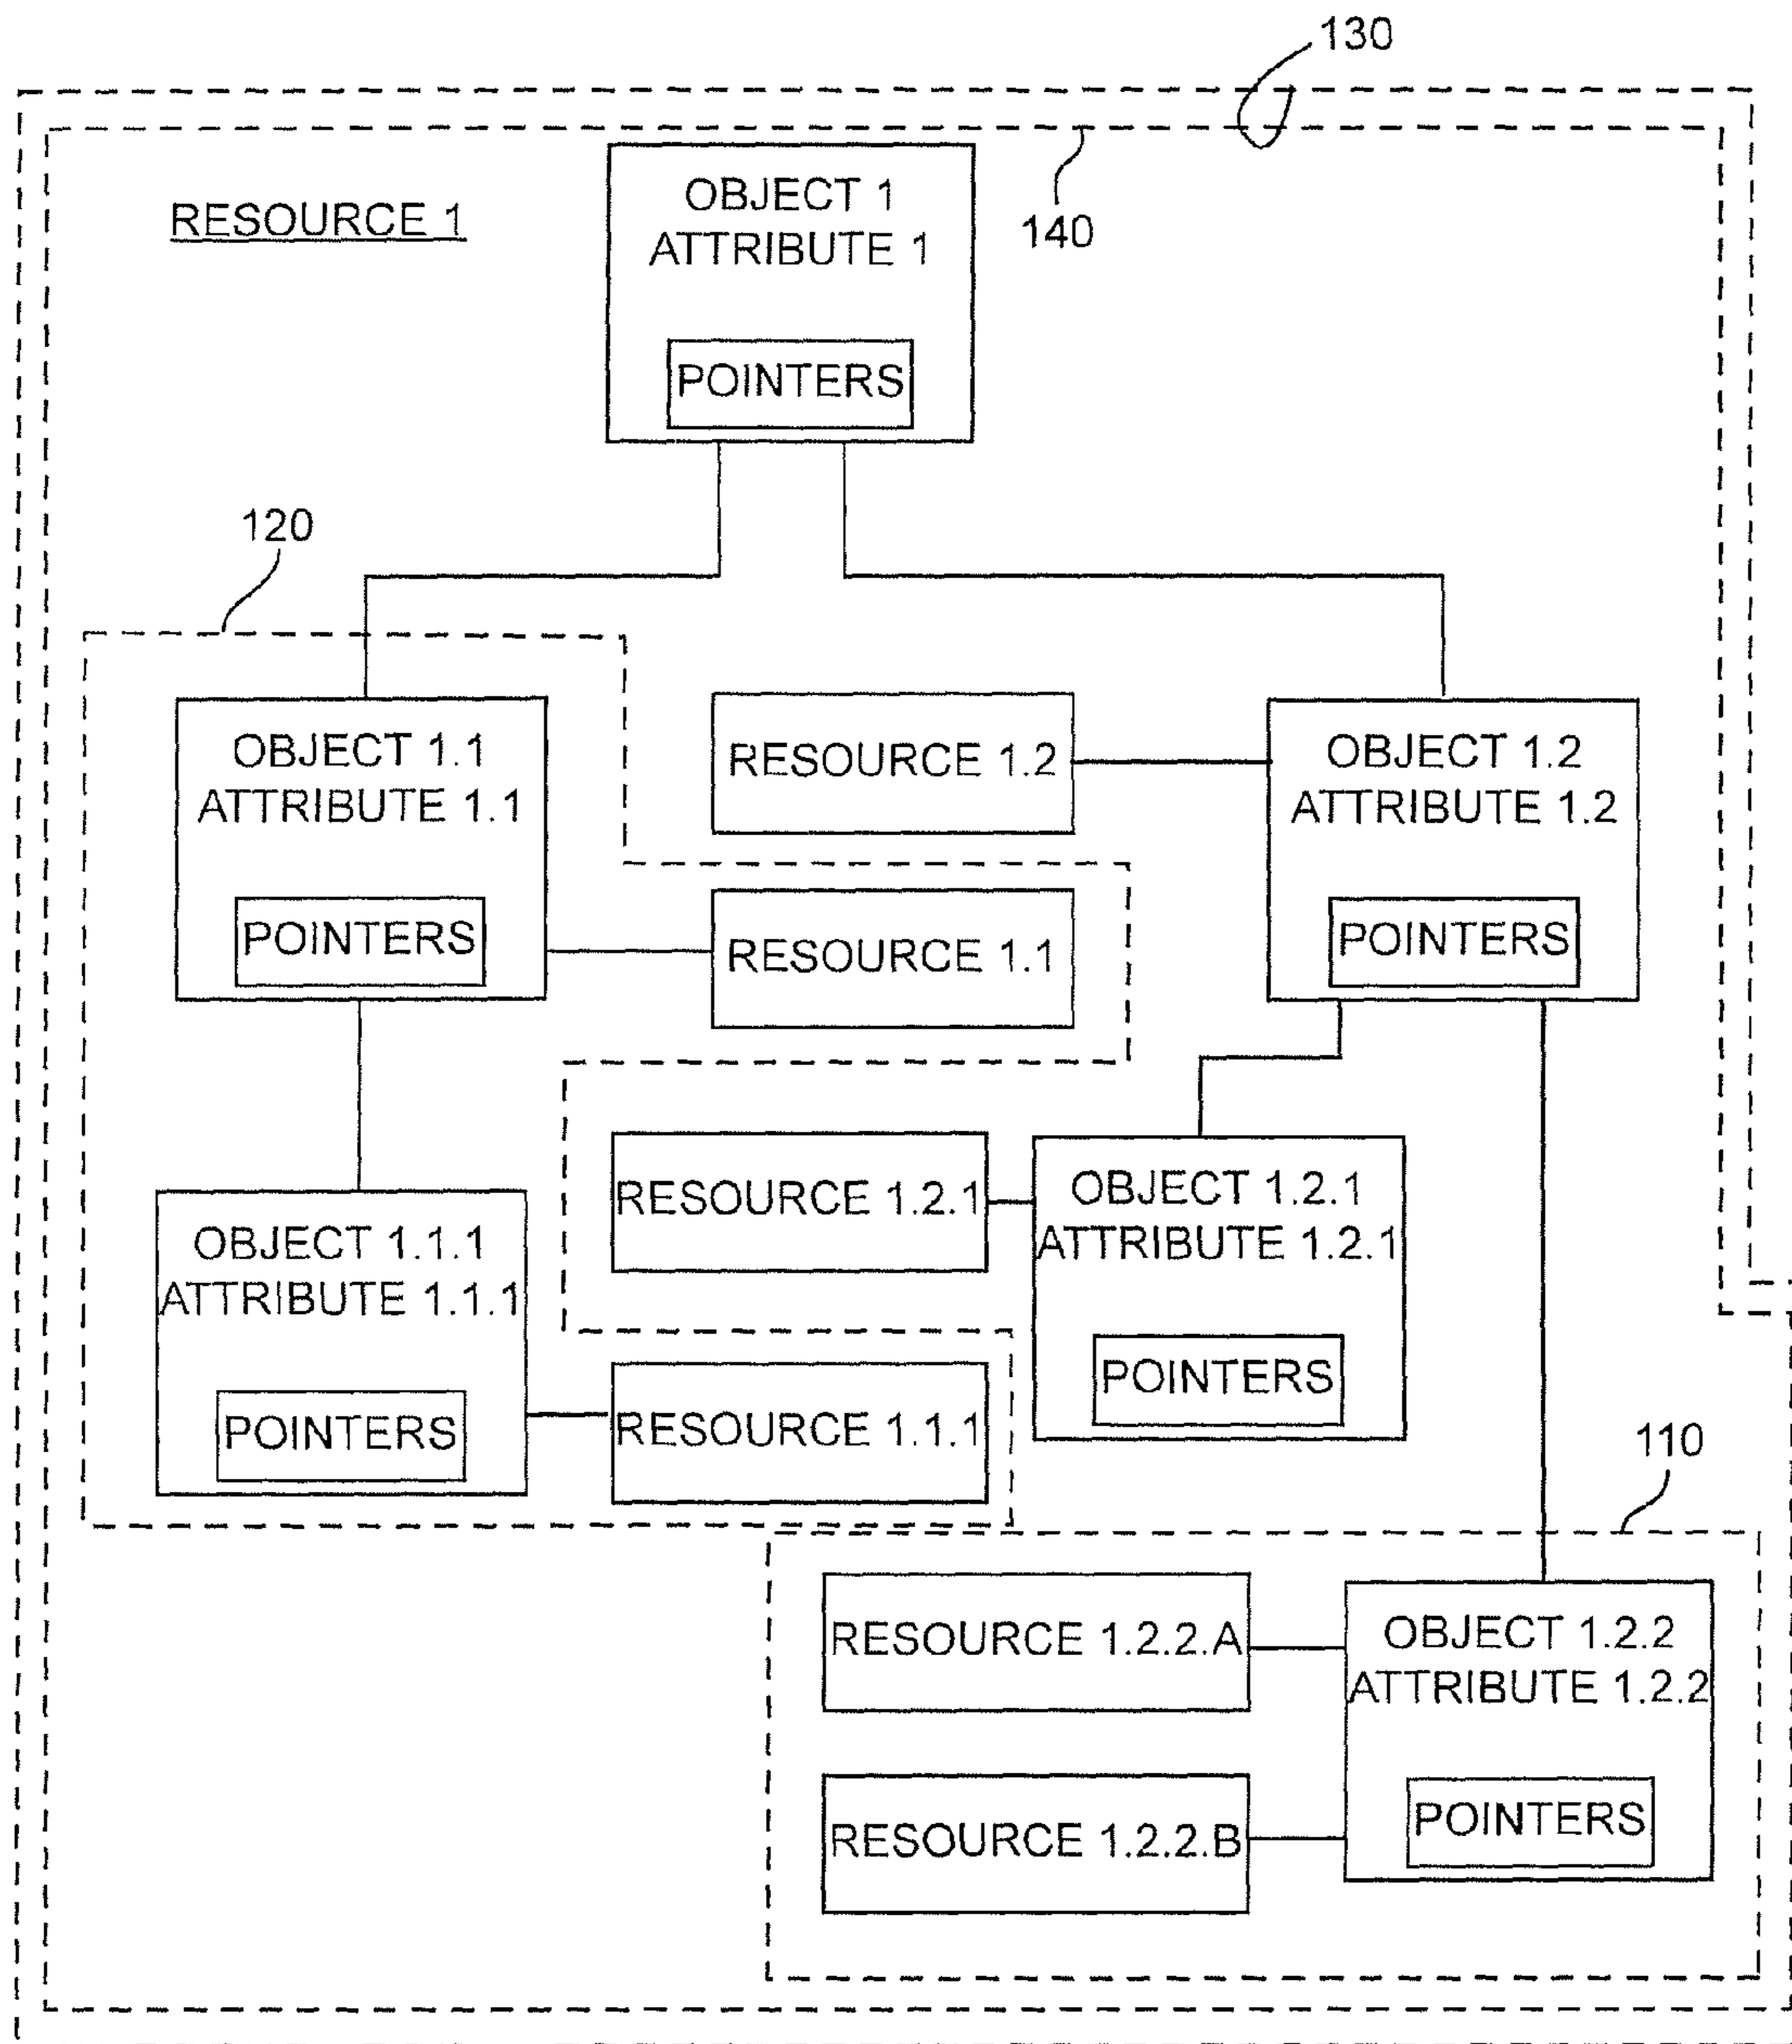 130
140
RESOURCE 1
OBJECT 1
ATTRIBUTE 1
POINTERS
120
OBJECT 1.1
ATTRIBUTE 1.1
POINTERS
RESOURCE 1.2
OBJECT 1.2
ATTRIBUTE 1.2
POINTERS
RESOURCE 1.1
OBJECT 1.1.1
ATTRIBUTE 1.1.1
POINTERS
RESOURCE 1.2.1
OBJECT 1.2.1
ATTRIBUTE 1.2.1
POINTERS
RESOURCE 1.1.1
110
RESOURCE 1.2.2.A
OBJECT 1.2.2
ATTRIBUTE 1.2.2
POINTERS
RESOURCE 1.2.2.B